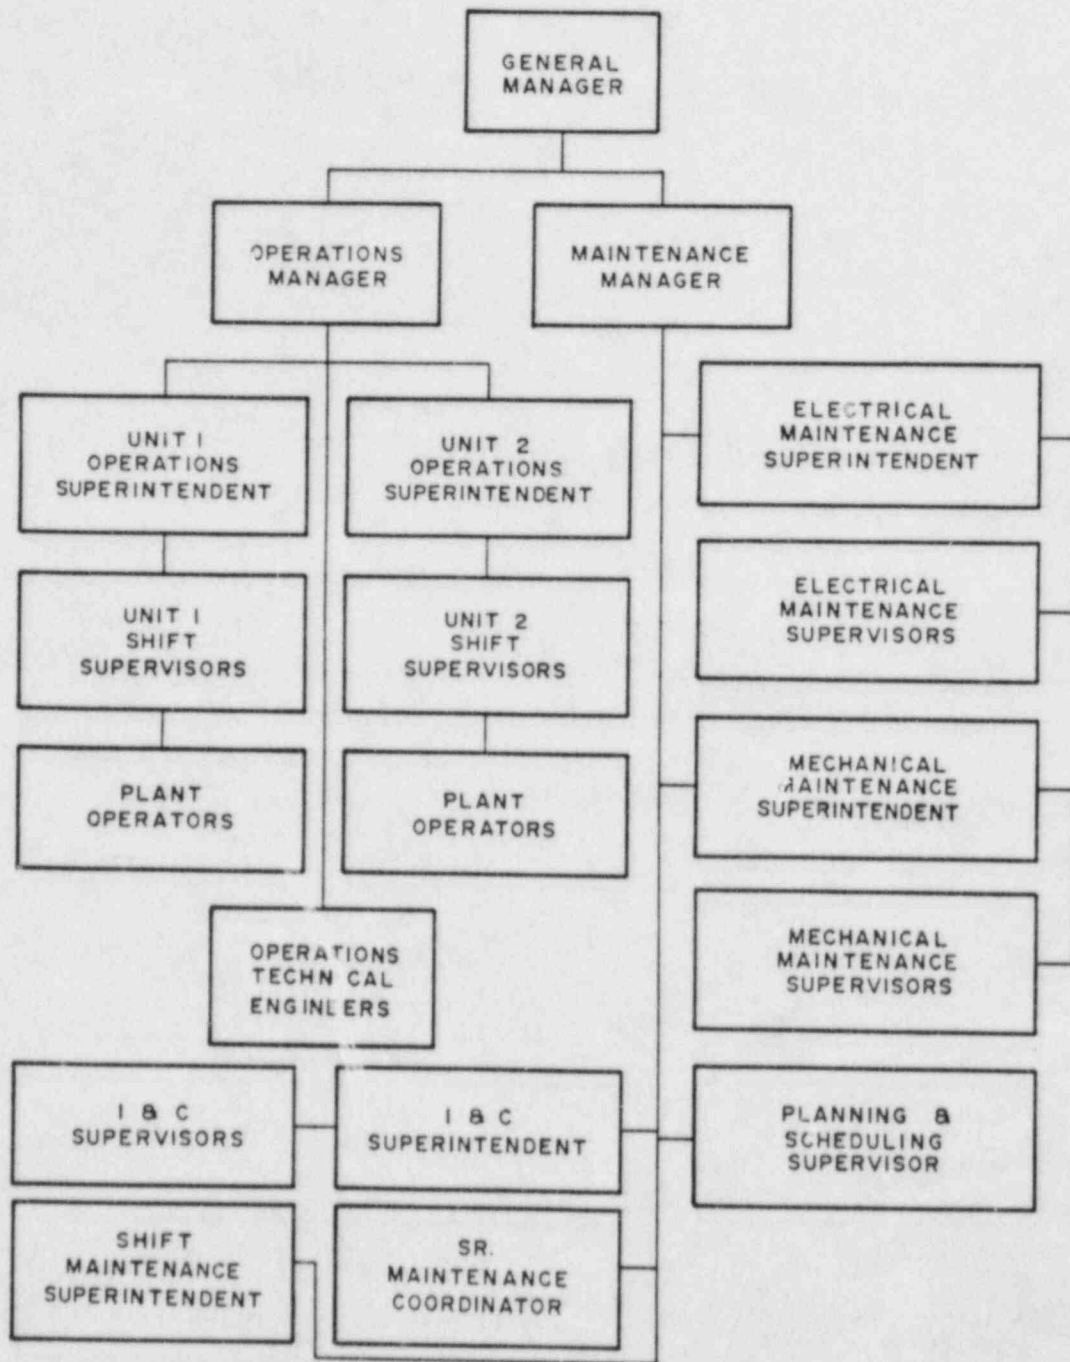 GENERAL
MANAGER
OPERATIONS
MANAGER
MAINTENANCE
MANAGER
UNIT 1
OPERATIONS
SUPERINTENDENT
UNIT 2
OPERATIONS
SUPERINTENDENT
ELECTRICAL
MAINTENANCE
SUPERINTENDENT
UNIT 1
SHIFT
SUPERVISORS
UNIT 2
SHIFT
SUPERVISORS
ELECTRICAL
MAINTENANCE
SUPERVISORS
PLANT
OPERATORS
PLANT
OPERATORS
MECHANICAL
MAINTENANCE
SUPERINTENDENT
OPERATIONS
TECHNICAL
ENGINEERS
MECHANICAL
MAINTENANCE
SUPERVISORS
I & C
SUPERVISORS
I & C
SUPERINTENDENT
PLANNING &
SCHEDULING
SUPERVISOR
SHIFT
MAINTENANCE
SUPERINTENDENT
SR.
MAINTENANCE
COORDINATOR